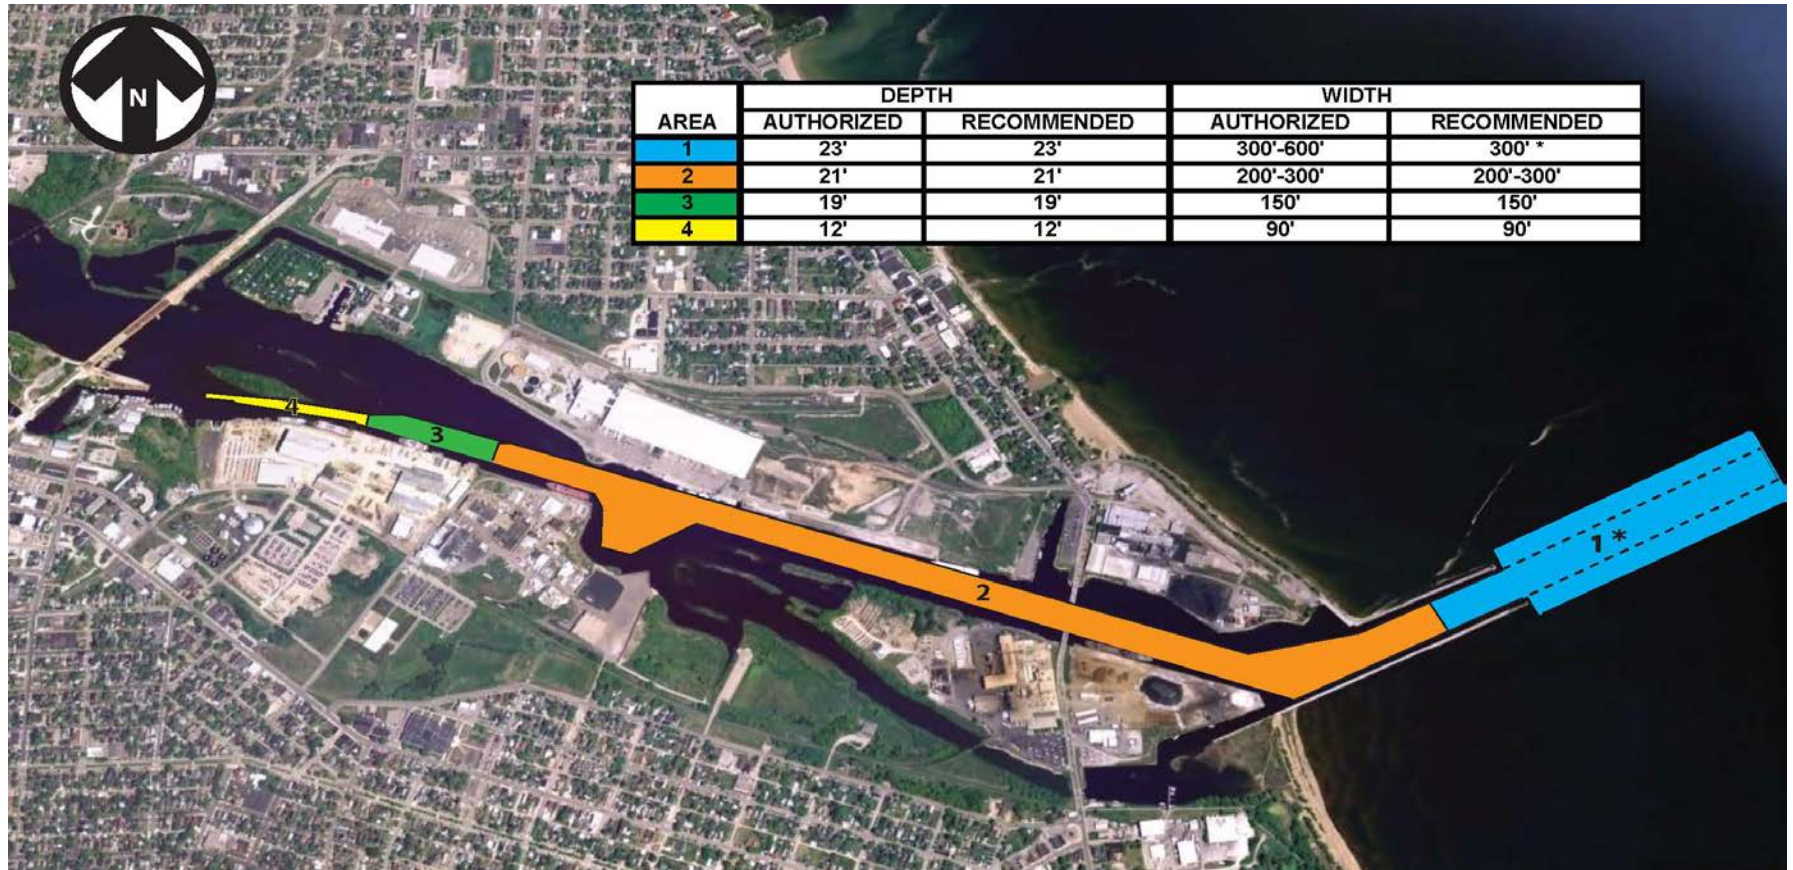 N
DEPTH WIDTH
AREA AUTHORIZED RECOMMENDED AUTHORIZED RECOMMENDED
1 23' 23' 300'-600' 300' *
2 21' 21' 200'-300' 200'-300'
3 19' 19' 150' 150'
4 12' 12' 90' 90'
4
3
2
1 *